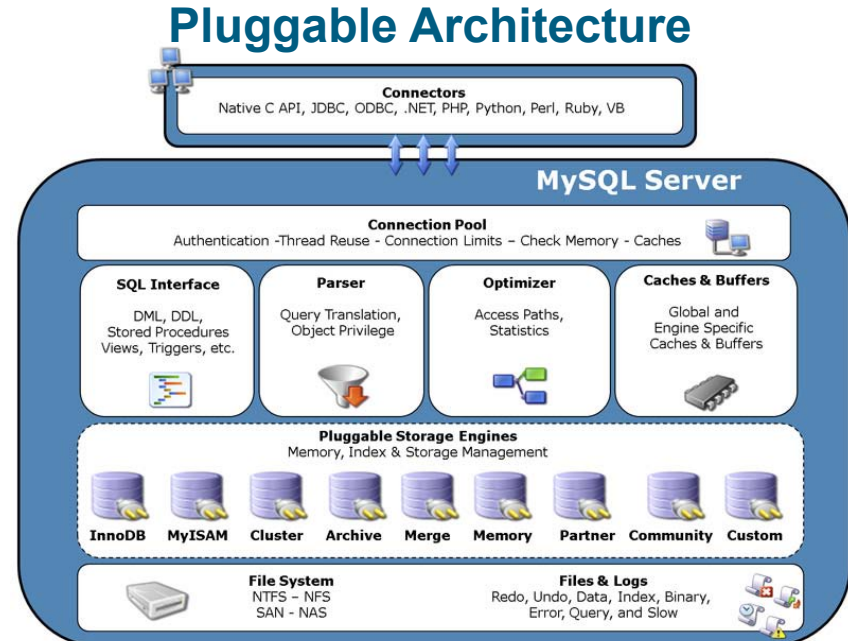 Pluggable Architecture
Connectors
Native C API, JDBC, ODBC, .NET, PHP, Python, Perl, Ruby, VB
MySQL Server
Connection Pool
Authentication -Thread Reuse - Connection Limits – Check Memory - Caches
SQL Interface
DML, DDL,
Stored Procedures
Views, Triggers, etc.
Parser
Query Translation,
Object Privilege
Optimizer
Access Paths,
Statistics
Caches & Buffers
Global and
Engine Specific
Caches & Buffers
Pluggable Storage Engines
Memory, Index & Storage Management
InnoDB
MyISAM
Cluster
Archive
Merge
Memory
Partner
Community
Custom
File System
NTFS – NFS
SAN - NAS
Files & Logs
Redo, Undo, Data, Index, Binary,
Error, Query, and Slow